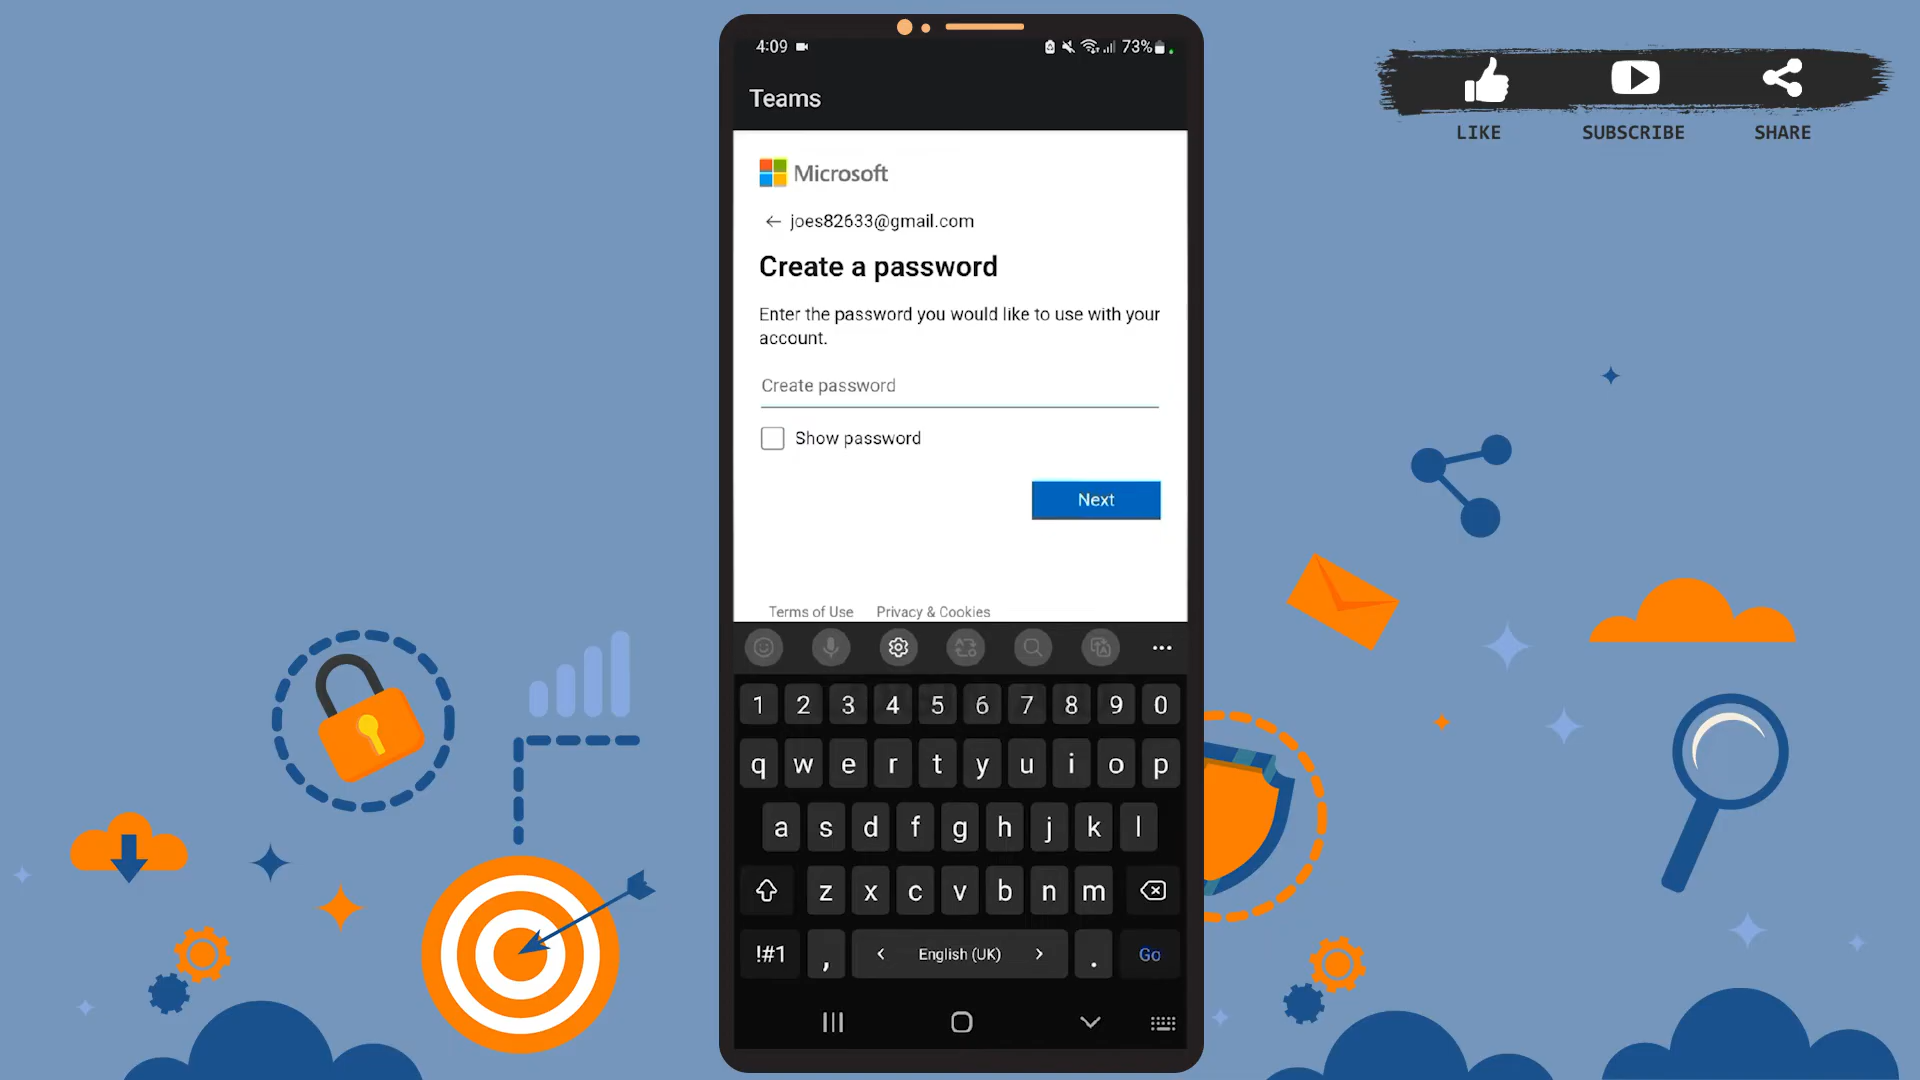 4:09
73%
Teams
LIKE
SUBSCRIBE
SHARE
Microsoft
joes82633@gmail.com
Create a password
Enter the password you would like to use with your
account.
Create password
Show password
Next
Terms of Use
Privacy & Cookies
1 2 3 4 5 6 7 8 9 0
q w e r t y u i o p
a s d f g h j k l
z x c v b n m
!#1 , < English (UK) > . Go